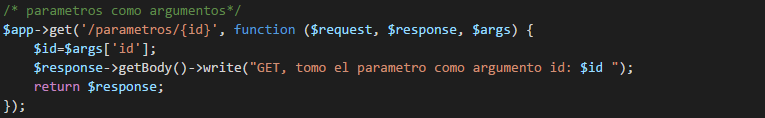 /* parametros como argumentos*/
$app->get('/parametros/{id}', function ($request, $response, $args) {
    $id=$args['id'];
    $response->getBody()->write("GET, tomo el parametro como argumento id: $id ");
    return $response;
});